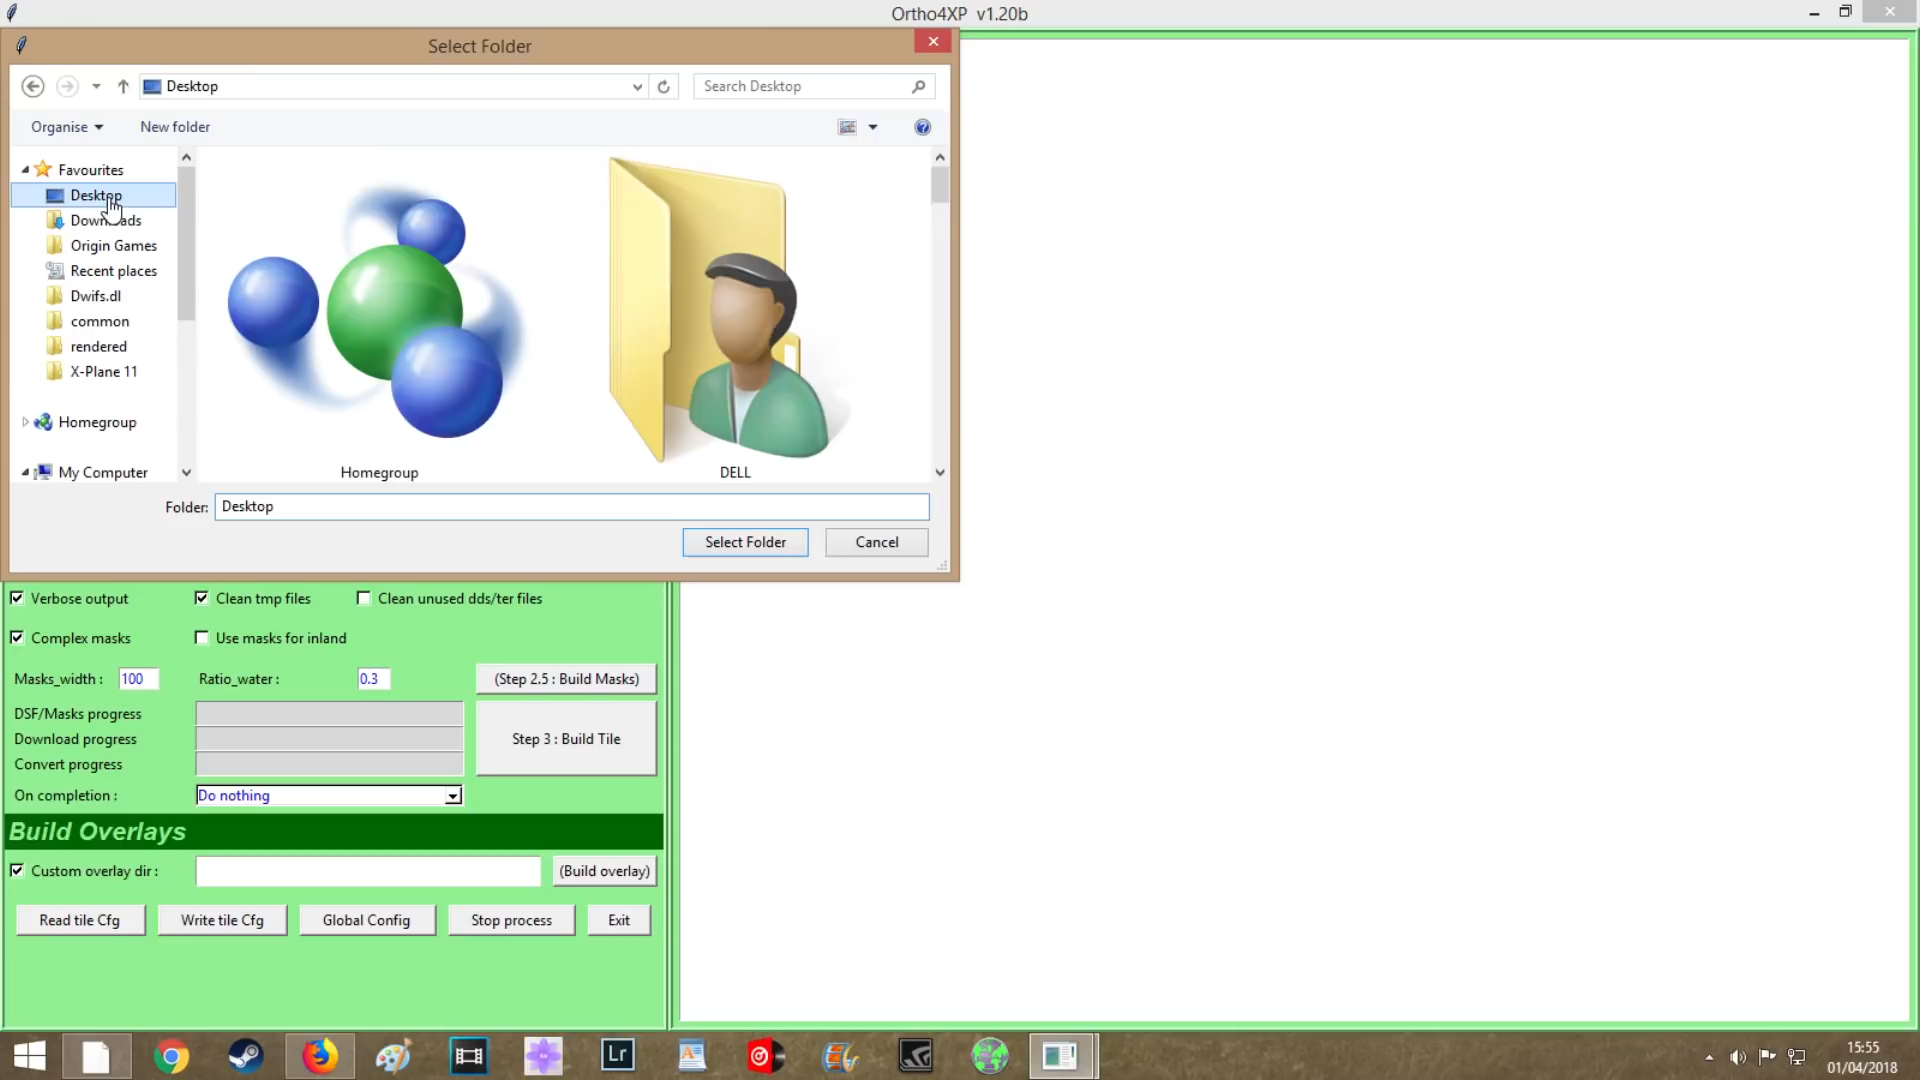 Ortho4XP v1.20b
Select Folder
Desktop
Search Desktop
Organise
New folder
Favourites
Desktop
Downloads
Origin Games
Recent places
Dwifs.dl
common
rendered
X-Plane 11
Homegroup
My Computer
Homegroup
DELL
Folder:
Desktop
Select Folder
Cancel
Verbose output
Clean tmp files
Clean unused dds/ter files
Complex masks
Use masks for inland
Masks_width :
100
Ratio_water :
0.3
(Step 2.5 : Build Masks)
DSF/Masks progress
Download progress
Convert progress
Step 3 : Build Tile
On completion :
Do nothing
Build Overlays
Custom overlay dir :
(Build overlay)
Read tile Cfg
Write tile Cfg
Global Config
Stop process
Exit
Lr
15:55
01/04/2018